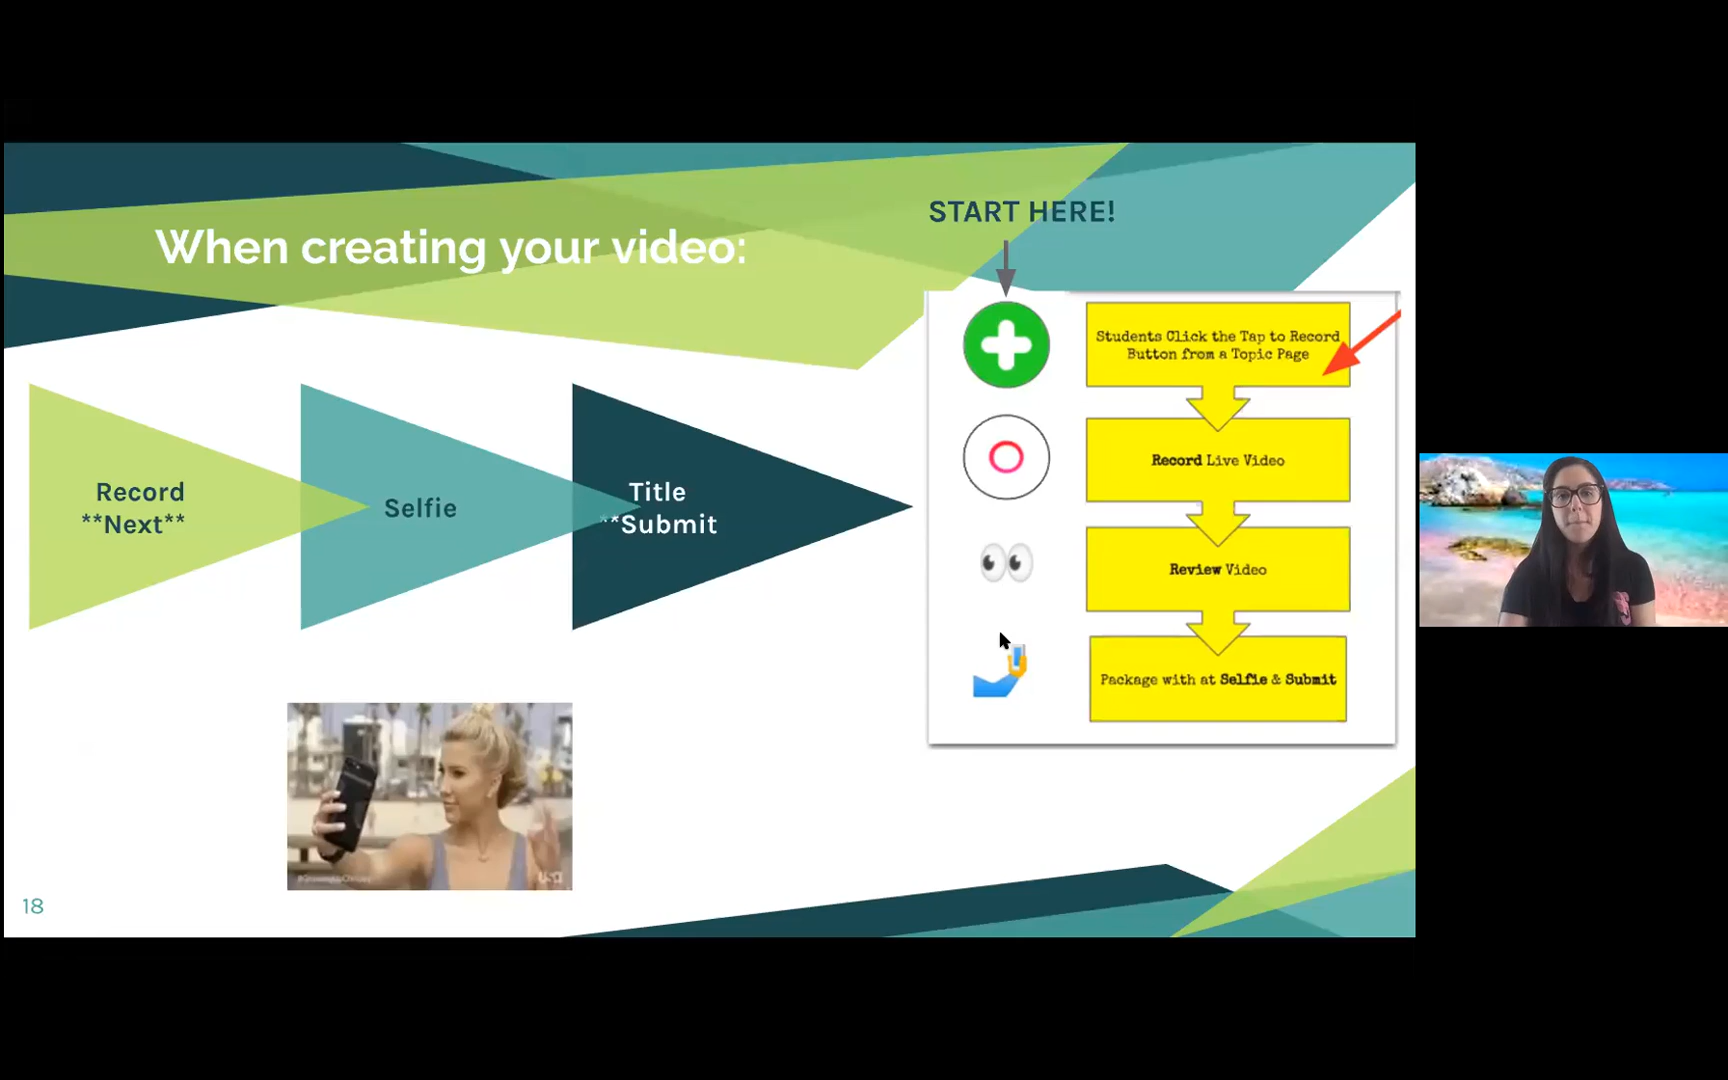 When creating your video:
START HERE!
Record
**Next**
Selfie
Title
**Submit
Students Click the Tap to Record
Button from a Topic Page
Record Live Video
Review Video
Package with at Selfie & Submit
18